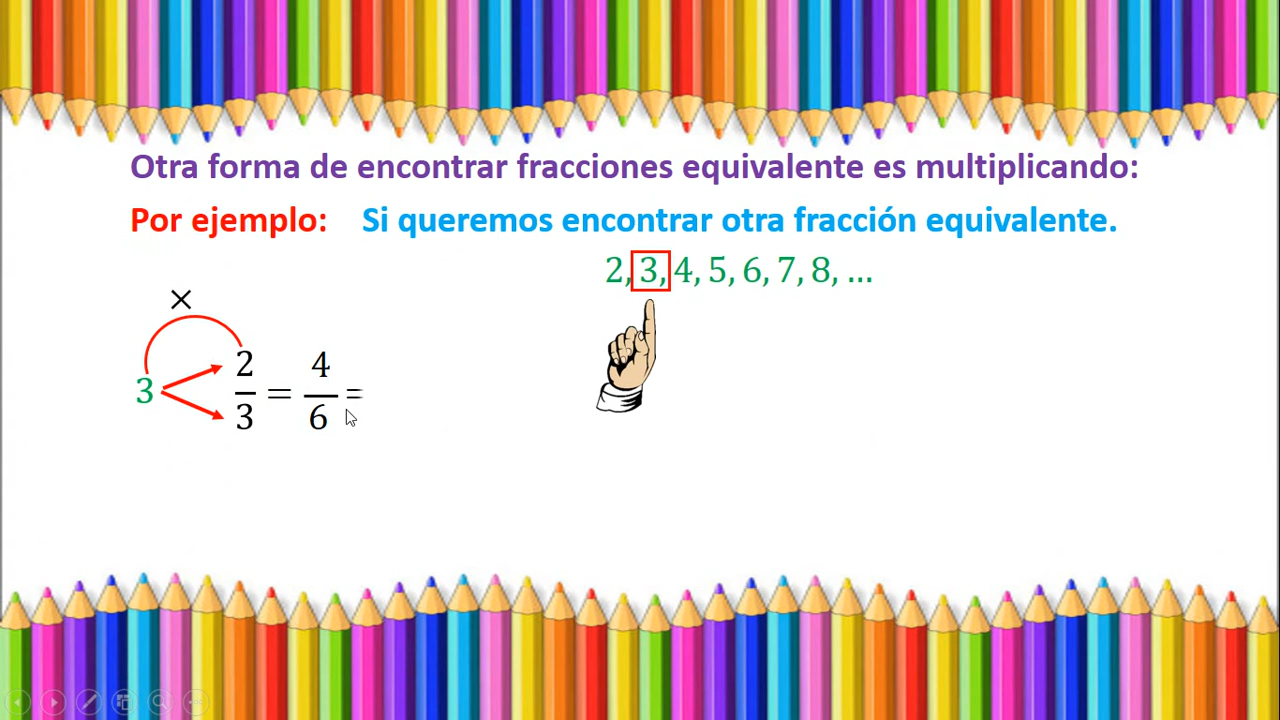 Otra forma de encontrar fracciones equivalente es multiplicando:
Por ejemplo: Si queremos encontrar otra fracción equivalente.
2, 3, 4, 5, 6, 7, 8, ...
×
3 2/3 = 4/6 =